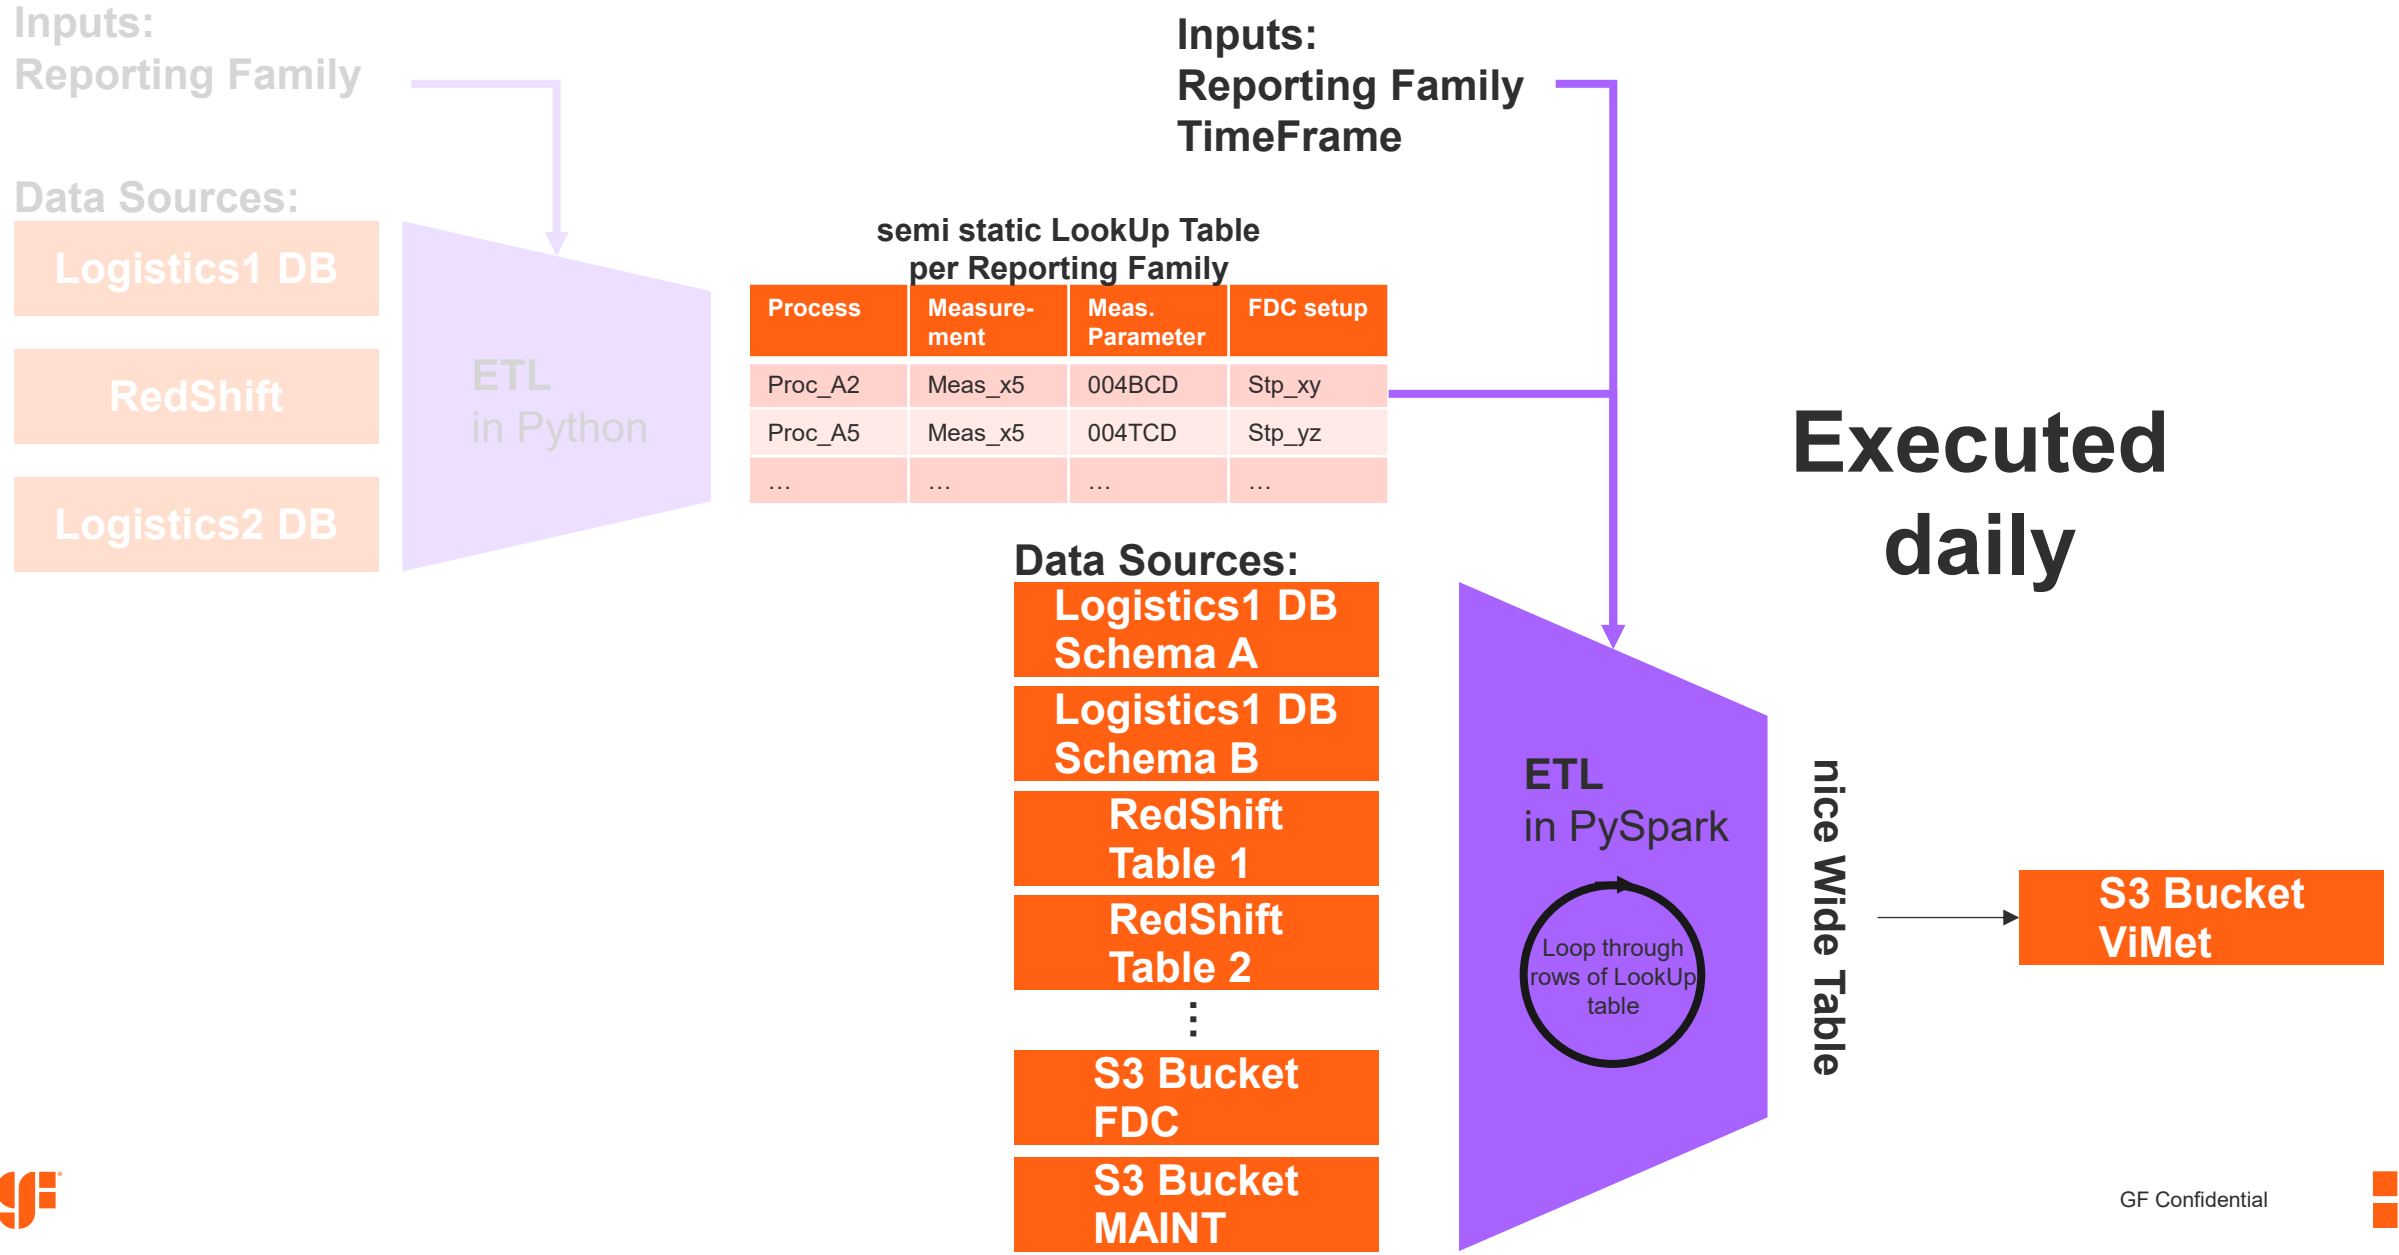 Inputs:
Reporting Family
Data Sources:
Logistics1 DB
RedShift
Logistics2 DB
ETL
in Python
Inputs:
Reporting Family
TimeFrame
semi static LookUp Table
per Reporting Family
Process Measure- Meas. FDC setup
ment Parameter
Proc_A2 Meas_x5 004BCD Stp_xy
Proc_A5 Meas_x5 004TCD Stp_yz
… … … …
Executed
daily
Data Sources:
Logistics1 DB
Schema A
Logistics1 DB
Schema B
RedShift
Table 1
RedShift
Table 2
⋮
S3 Bucket
FDC
S3 Bucket
MAINT
ETL
in PySpark
Loop through
rows of LookUp
table
nice Wide Table
S3 Bucket
ViMet
GF®
GF Confidential